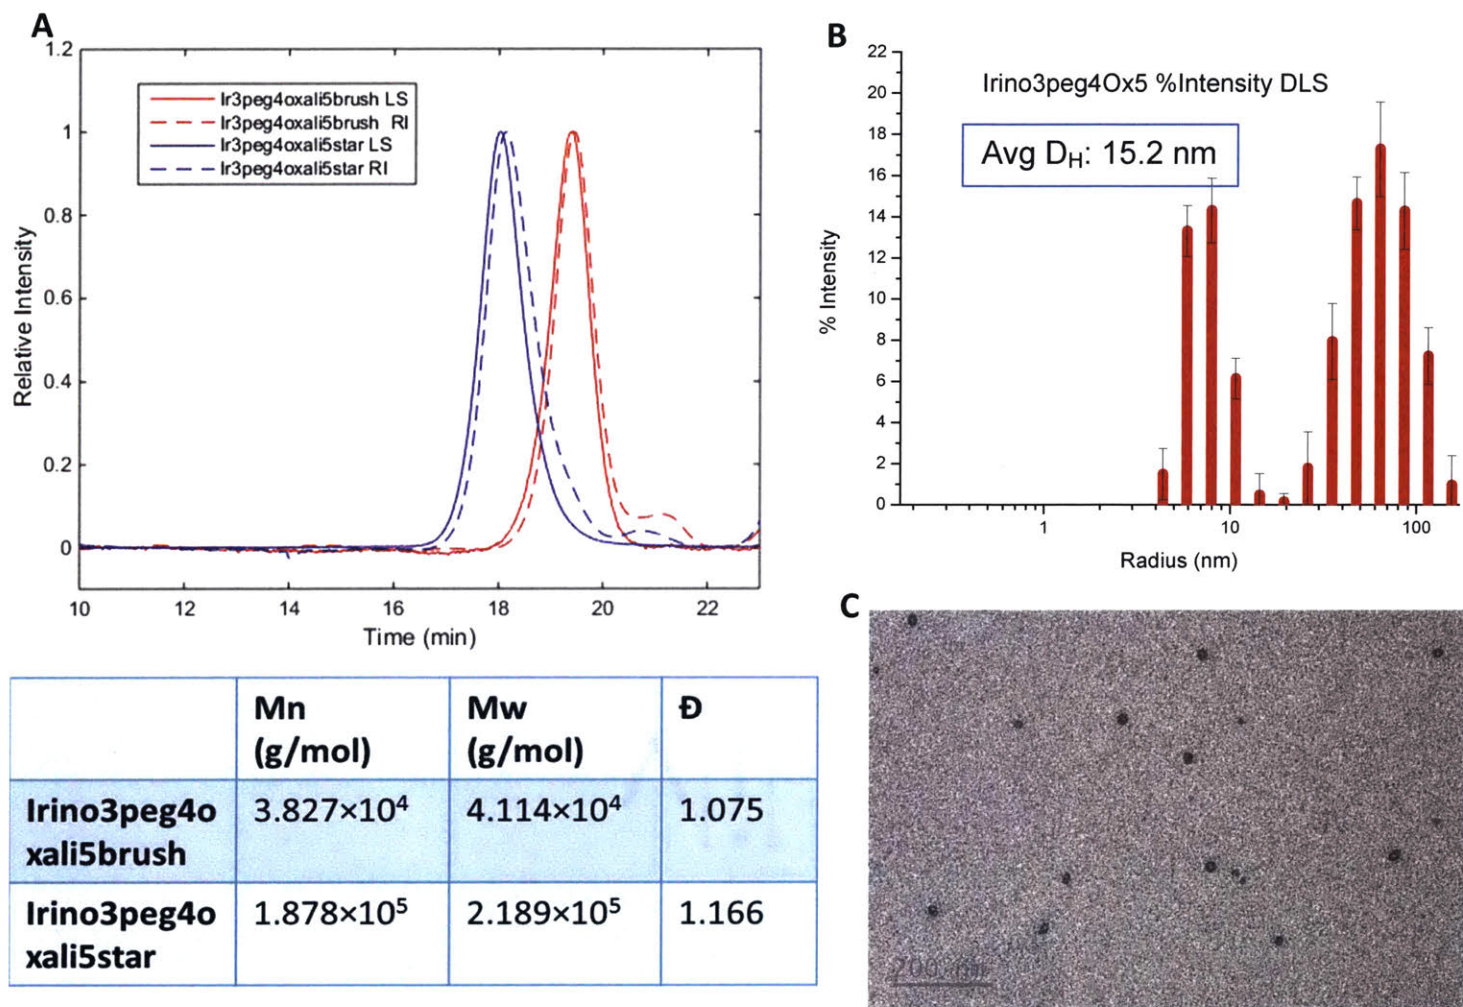 A
1.2
1
0.8
0.6
0.4
0.2
0
Relative Intensity
Ir3peg4oxali5brush LS
Ir3peg4oxali5brush RI
Ir3peg4oxali5star LS
Ir3peg4oxali5star RI
10 12 14 16 18 20 22
Time (min)
Mn (g/mol) Mw (g/mol) Đ
Irino3peg4o
xali5brush
3.827×10⁴ 4.114×10⁴ 1.075
Irino3peg4o
xali5star
1.878×10⁵ 2.189×10⁵ 1.166
B
22
20
18
16
14
12
10
8
6
4
2
0
% Intensity
Irino3peg4Ox5 %Intensity DLS
Avg D_H: 15.2 nm
1 10 100
Radius (nm)
C
200 nm